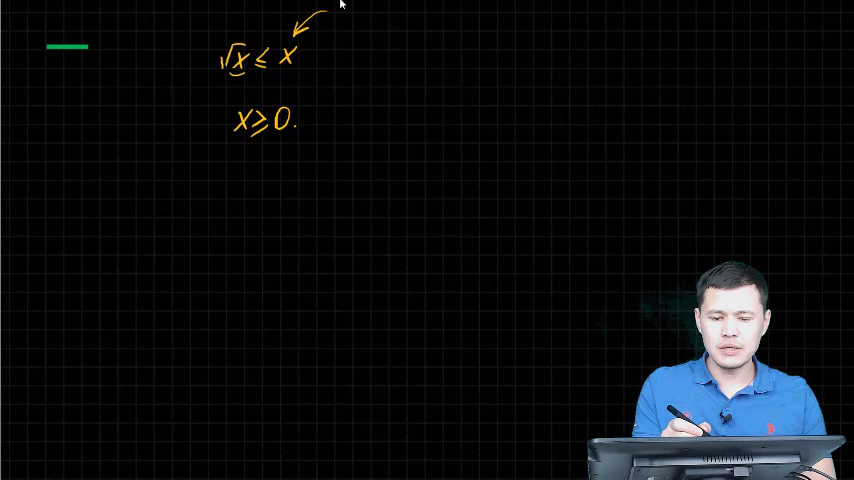 √x ≤ x
x ≥ 0.